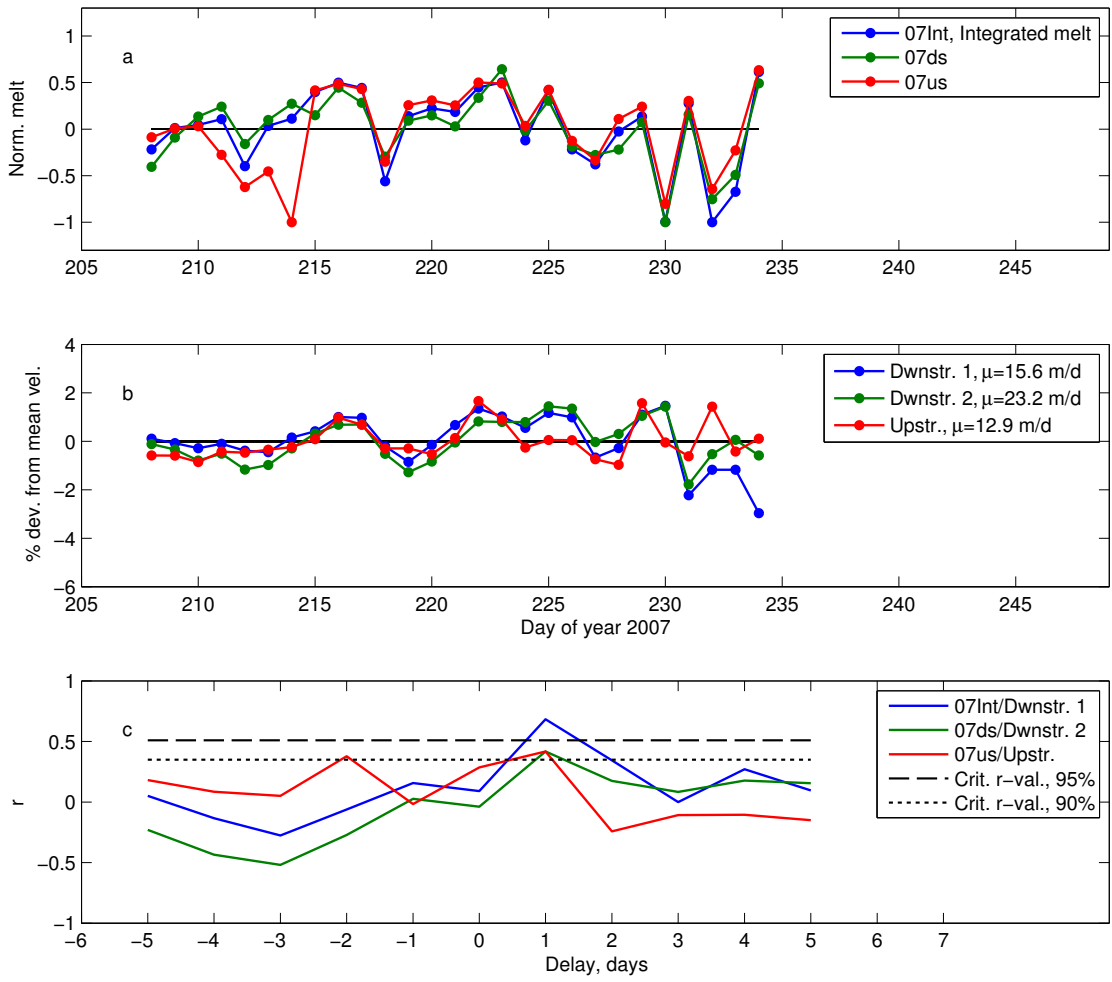 a
07Int, Integrated melt
07ds
07us
Norm. melt
1
0.5
0
−0.5
−1
205 210 215 220 225 230 235 240 245
b
Dwnstr. 1, μ=15.6 m/d
Dwnstr. 2, μ=23.2 m/d
Upstr., μ=12.9 m/d
% dev. from mean vel.
4
2
0
−2
−4
−6
205 210 215 220 225 230 235 240 245
Day of year 2007
c
07Int/Dwnstr. 1
07ds/Dwnstr. 2
07us/Upstr.
Crit. r−val., 95%
Crit. r−val., 90%
r
1
0.5
0
−0.5
−1
−6 −5 −4 −3 −2 −1 0 1 2 3 4 5 6 7
Delay, days